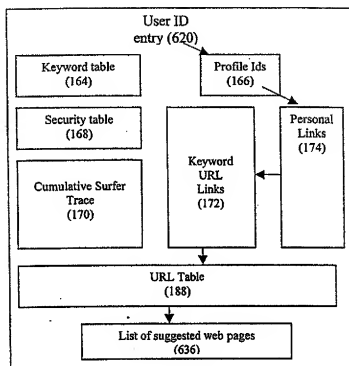 User ID
entry (620)
Keyword table
(164)
Profile Ids
(166)
Security table
(168)
Personal
Links
(174)
Keyword
URL
Links
(172)
Cumulative Surfer
Trace
(170)
URL Table
(188)
List of suggested web pages
(636)